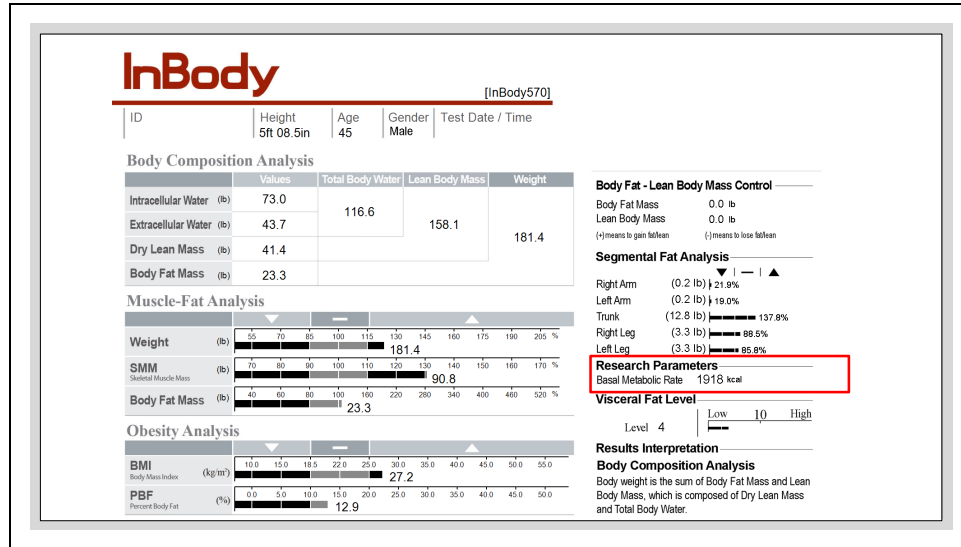 InBody
[InBody570]
ID Height Age Gender Test Date / Time
5ft 08.5in 45 Male
Body Composition Analysis
Values Total Body Water Lean Body Mass Weight
Intracellular Water (lb) 73.0 116.6 158.1 181.4
Extracellular Water (lb) 43.7
Dry Lean Mass (lb) 41.4
Body Fat Mass (lb) 23.3
Muscle-Fat Analysis
Weight (lb) 55 70 85 100 115 130 145 160 175 190 205 %
181.4
SMM (lb) 70 80 90 100 110 120 130 140 150 160 170 %
Skeletal Muscle Mass 90.8
Body Fat Mass (lb) 40 60 80 100 160 220 280 340 400 460 520 %
23.3
Obesity Analysis
BMI (kg/m²) 10.0 15.0 18.5 22.0 25.0 30.0 35.0 40.0 45.0 50.0 55.0
Body Mass Index 27.2
PBF (%) 0.0 5.0 10.0 15.0 20.0 25.0 30.0 35.0 40.0 45.0 50.0
Percent Body Fat 12.9
Body Fat - Lean Body Mass Control
Body Fat Mass 0.0 lb
Lean Body Mass 0.0 lb
(+) means to gain fat/lean (-) means to lose fat/lean
Segmental Fat Analysis
Right Arm (0.2 lb) 21.9%
Left Arm (0.2 lb) 19.0%
Trunk (12.8 lb) 137.8%
Right Leg (3.3 lb) 88.5%
Left Leg (3.3 lb) 85.8%
Research Parameters
Basal Metabolic Rate 1918 kcal
Visceral Fat Level
Low 10 High
Level 4
Results Interpretation
Body Composition Analysis
Body weight is the sum of Body Fat Mass and Lean
Body Mass, which is composed of Dry Lean Mass
and Total Body Water.